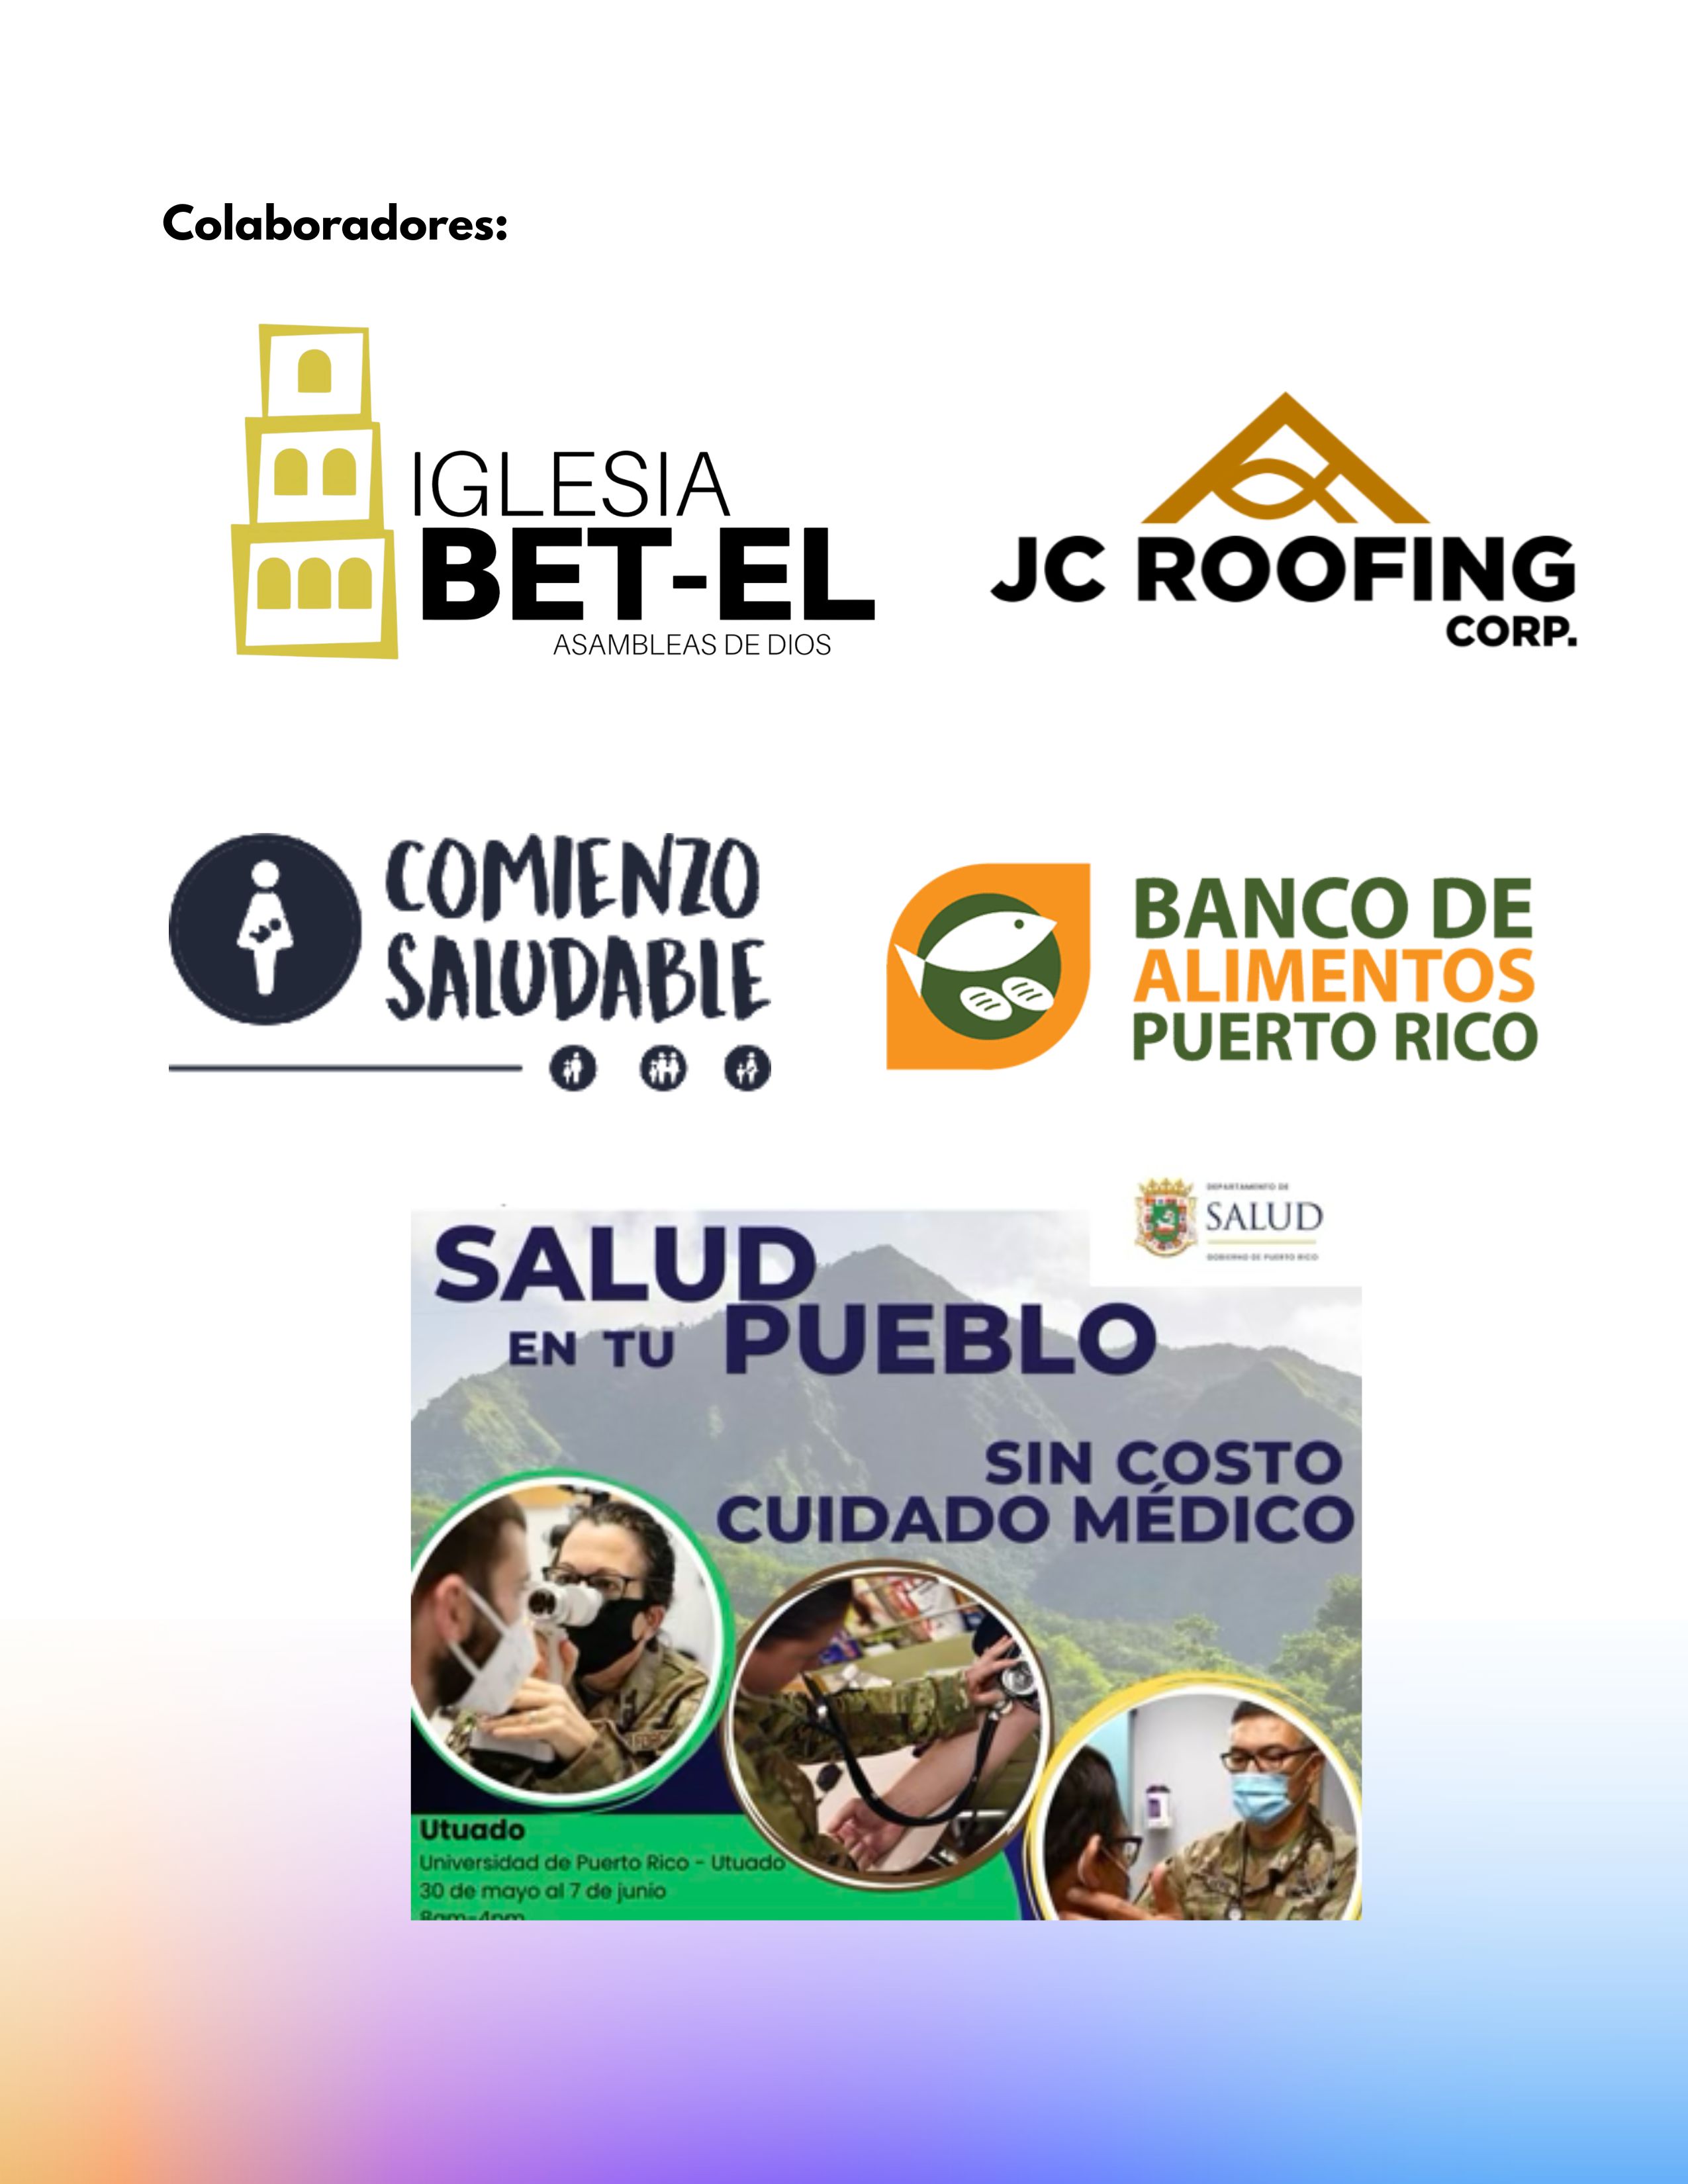 Colaboradores:
IGLESIA
BET-EL
ASAMBLEAS DE DIOS
JC ROOFING
CORP.
COMIENZO
SALUDABLE
BANCO DE
ALIMENTOS
PUERTO RICO
DEPARTAMENTO DE
SALUD
GOBIERNO DE PUERTO RICO
SALUD
EN TU PUEBLO
SIN COSTO
CUIDADO MÉDICO
Utuado
Universidad de Puerto Rico - Utuado
30 de mayo al 7 de junio
8am-4pm